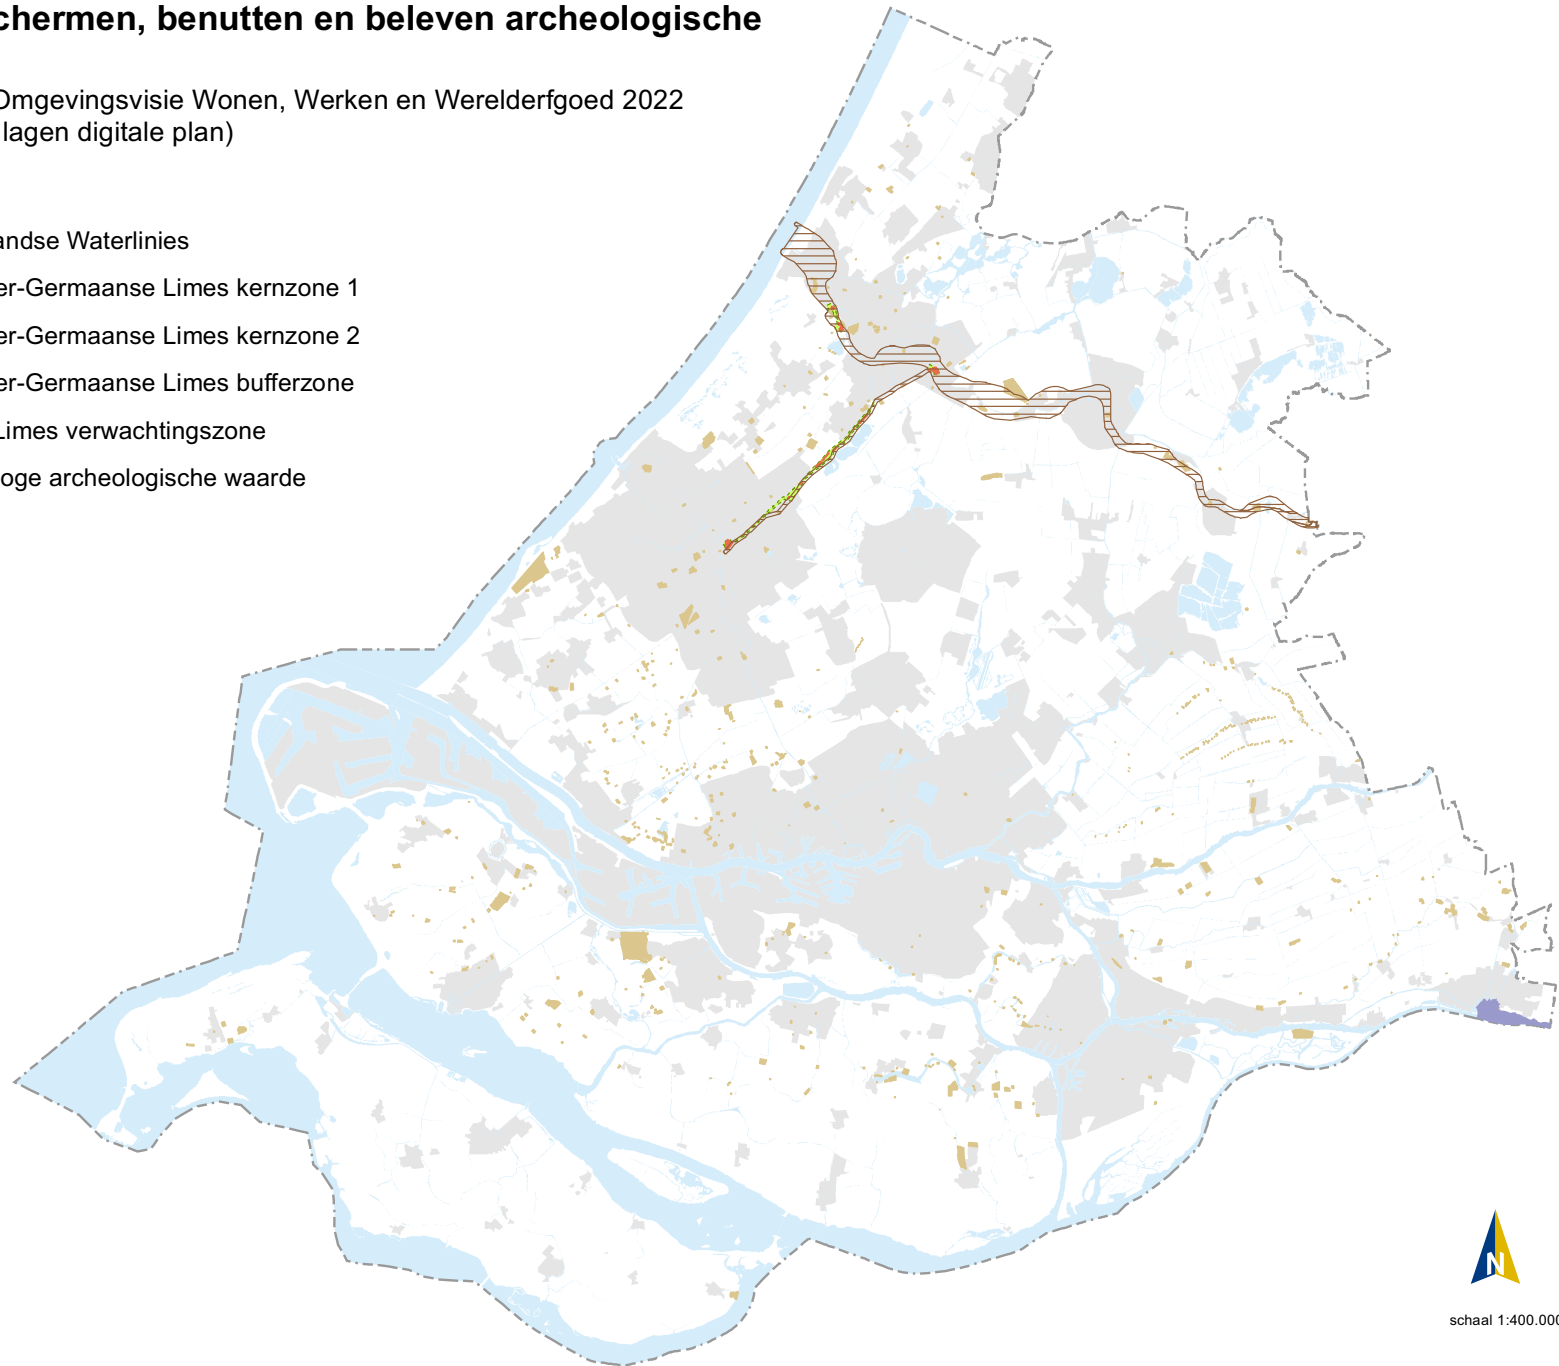 chermen, benutten en beleven archeologische
Omgevingsvisie Wonen, Werken en Werelderfgoed 2022
lagen digitale plan)
andse Waterlinies
er-Germaanse Limes kernzone 1
er-Germaanse Limes kernzone 2
er-Germaanse Limes bufferzone
Limes verwachtingszone
oge archeologische waarde
N
schaal 1:400.000